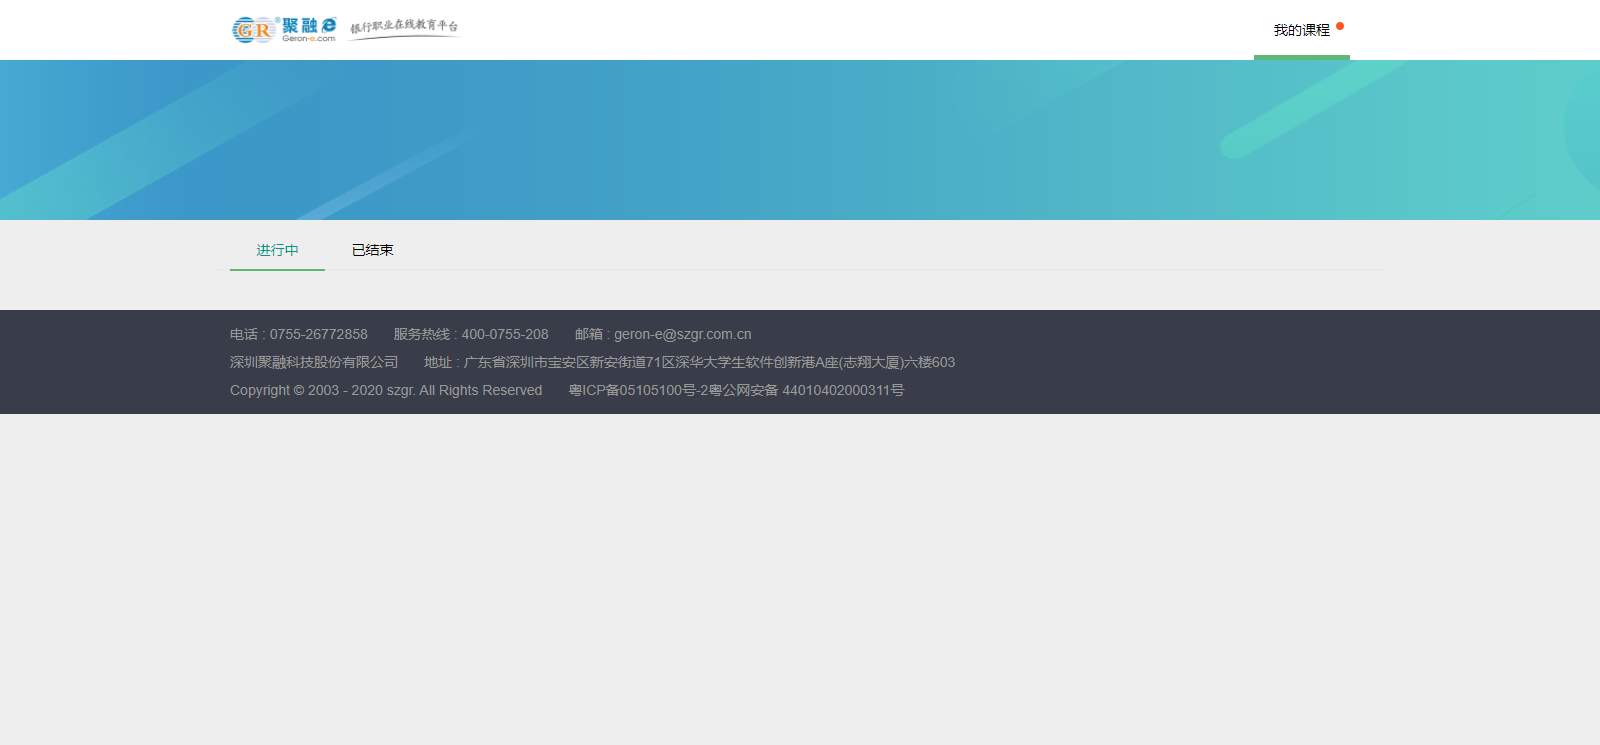 GR® 聚融e Geron-e.com 银行职业在线教育平台 我的课程
进行中 已结束
电话 : 0755-26772858 服务热线 : 400-0755-208 邮箱 : geron-e@szgr.com.cn
深圳聚融科技股份有限公司 地址 : 广东省深圳市宝安区新安街道71区深华大学生软件创新港A座(志翔大厦)六楼603
Copyright © 2003 - 2020 szgr. All Rights Reserved 粤ICP备05105100号-2粤公网安备 44010402000311号